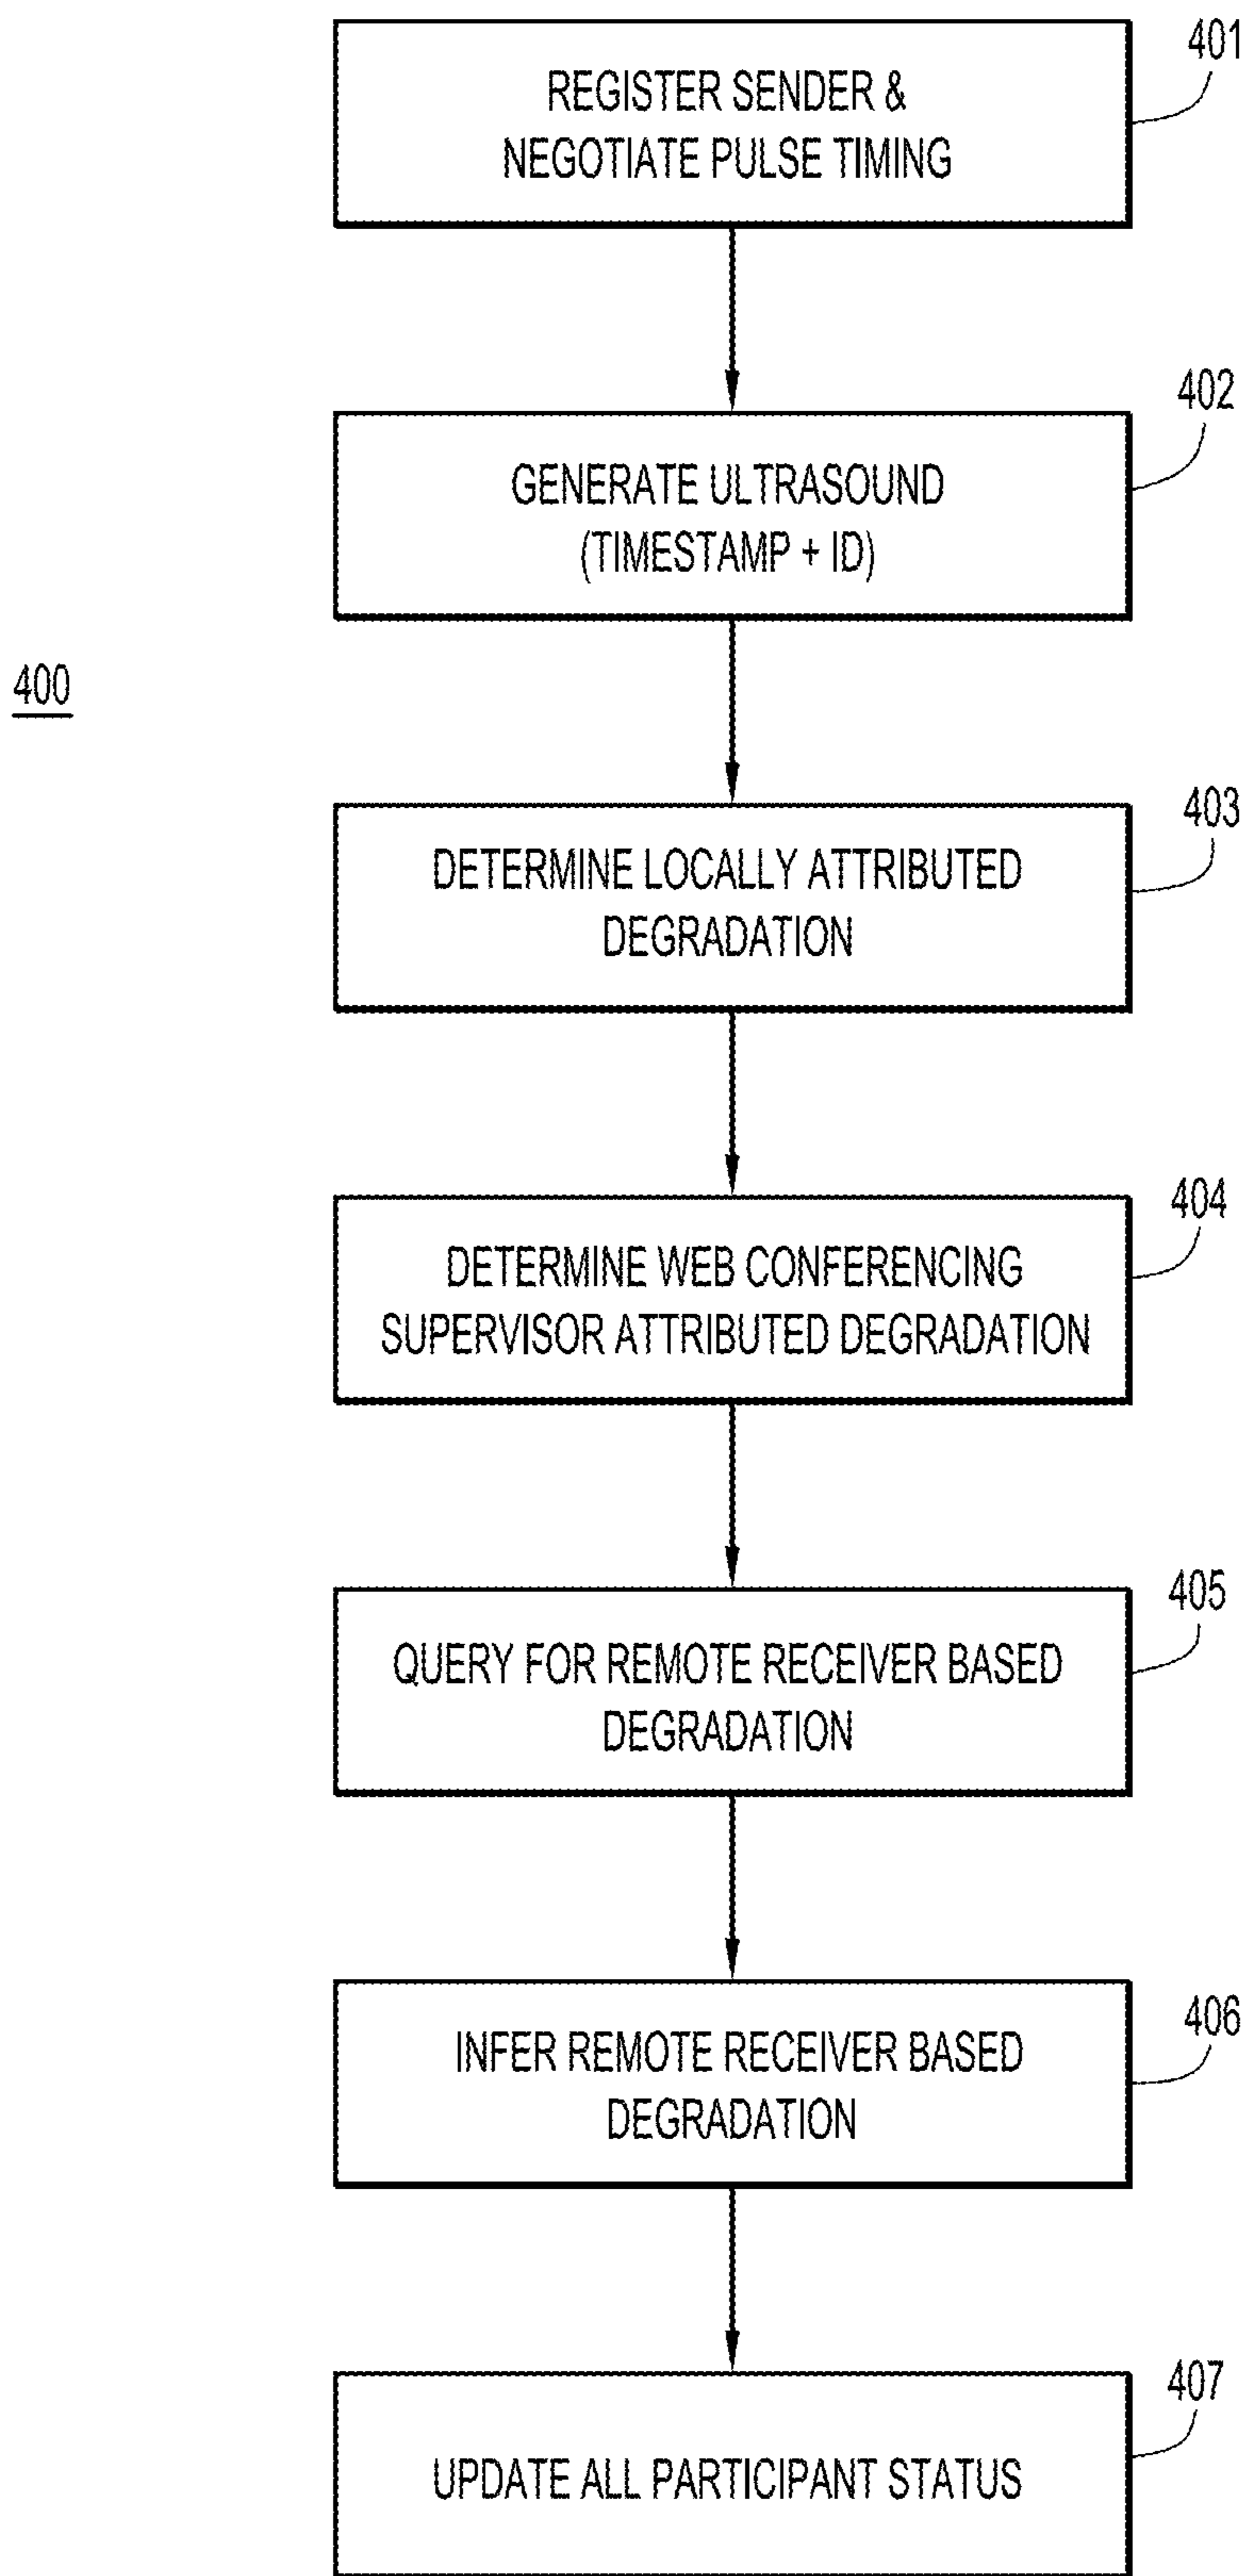 401
REGISTER SENDER &
NEGOTIATE PULSE TIMING
402
GENERATE ULTRASOUND
(TIMESTAMP + ID)
400
403
DETERMINE LOCALLY ATTRIBUTED
DEGRADATION
404
DETERMINE WEB CONFERENCING
SUPERVISOR ATTRIBUTED DEGRADATION
405
QUERY FOR REMOTE RECEIVER BASED
DEGRADATION
406
INFER REMOTE RECEIVER BASED
DEGRADATION
407
UPDATE ALL PARTICIPANT STATUS